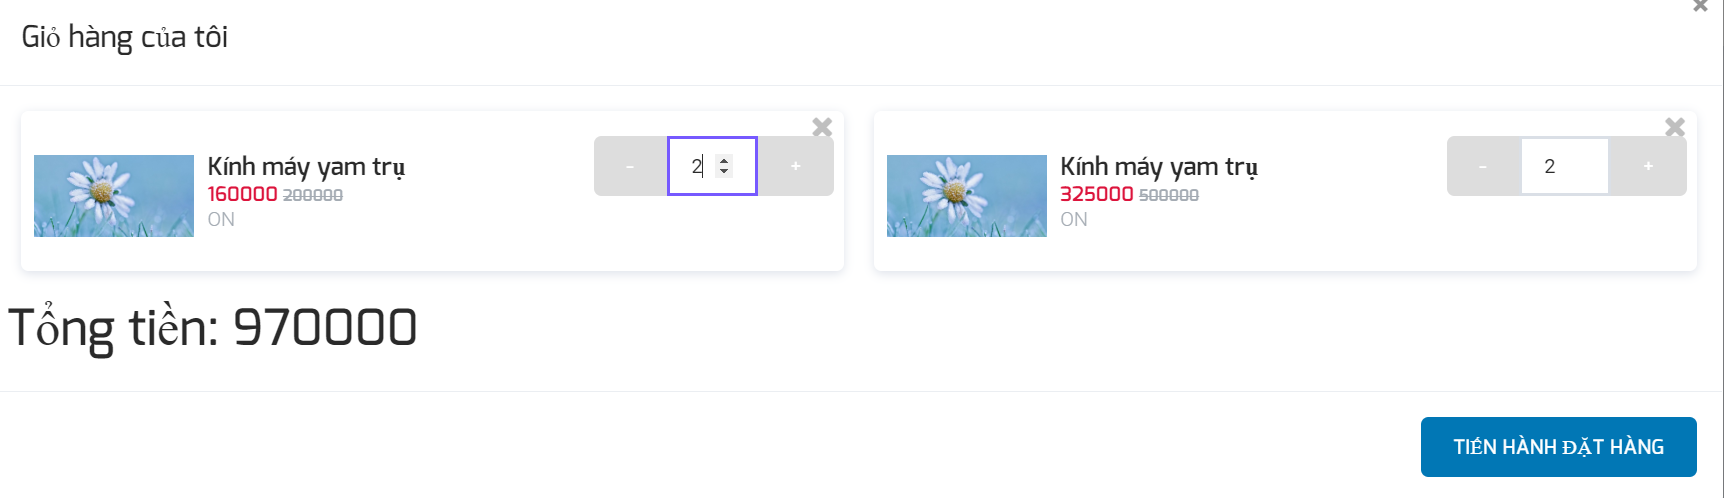 Giỏ hàng của tôi
Kính máy yam trụ
160000 200000
ON
- 2 +
Kính máy yam trụ
325000 500000
ON
- 2 +
Tổng tiền: 970000
TIẾN HÀNH ĐẶT HÀNG